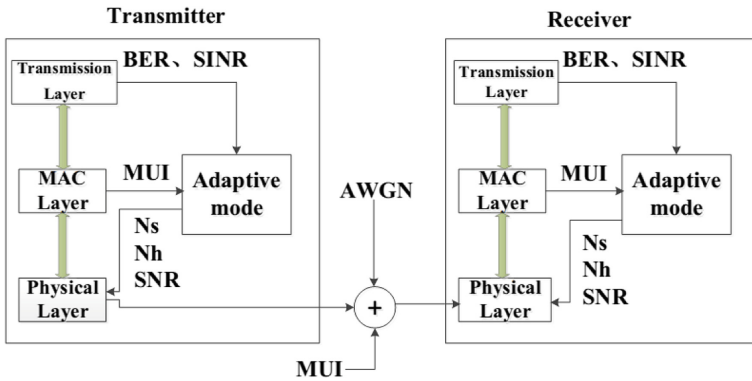 Transmitter
BER、SINR
Transmission
Layer
MAC
Layer
MUI
Adaptive
mode
Ns
Nh
SNR
Physical
Layer
AWGN
+
MUI
Receiver
BER、SINR
Transmission
Layer
MAC
Layer
MUI
Adaptive
mode
Ns
Nh
SNR
Physical
Layer